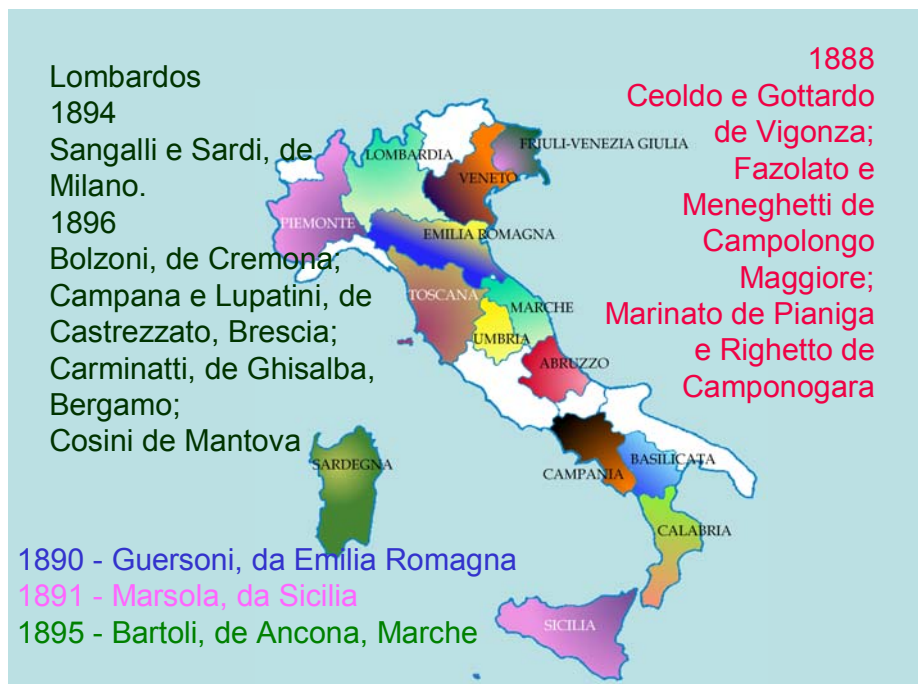 Lombardos
1894
Sangalli e Sardi, de
Milano.
1896
Bolzoni, de Cremona;
Campana e Lupatini, de
Castrezzato, Brescia;
Carminatti, de Ghisalba,
Bergamo;
Cosini de Mantova
1888
Ceoldo e Gottardo
de Vigonza;
Fazolato e
Meneghetti de
Campolongo
Maggiore;
Marinato de Pianiga
e Righetto de
Camponogara
LOMBARDIA
FRIULI-VENEZIA GIULIA
VENETO
PIEMONTE
EMILIA ROMAGNA
TOSCANA
MARCHE
UMBRIA
ABRUZZO
SARDEGNA
CAMPANIA
BASILICATA
CALABRIA
SICILIA
1890 - Guersoni, da Emilia Romagna
1891 - Marsola, da Sicilia
1895 - Bartoli, de Ancona, Marche